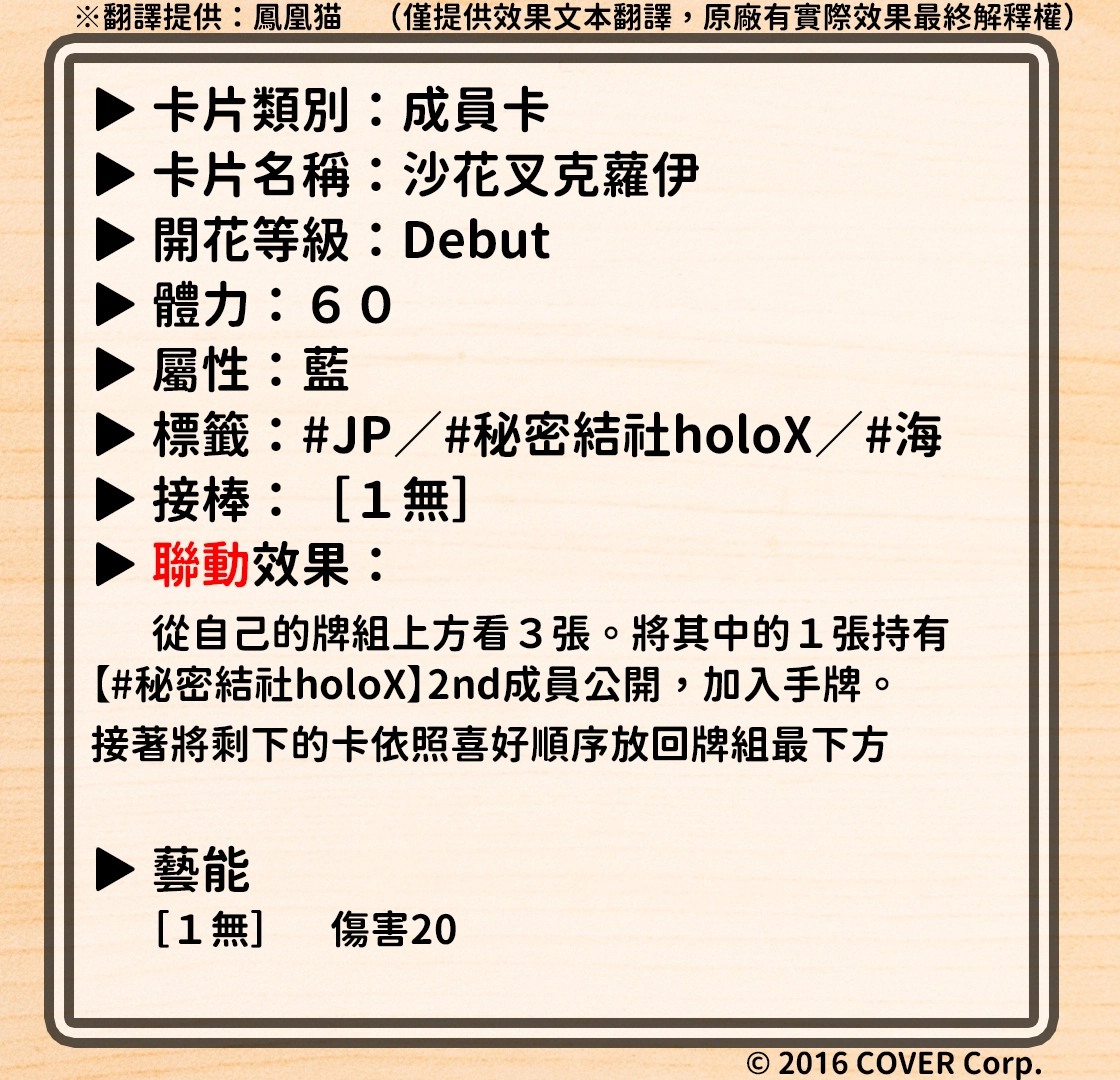 ※翻譯提供：鳳凰猫　（僅提供效果文本翻譯，原廠有實際效果最終解釋權）
▶ 卡片類別：成員卡
▶ 卡片名稱：沙花叉克蘿伊
▶ 開花等級：Debut
▶ 體力：６０
▶ 屬性：藍
▶ 標籤：#JP／#秘密結社holoX／#海
▶ 接棒：［１無］
▶ 聯動效果：
從自己的牌組上方看３張。將其中的１張持有
【#秘密結社holoX】2nd成員公開，加入手牌。
接著將剩下的卡依照喜好順序放回牌組最下方
▶ 藝能
［１無］　傷害20
© 2016 COVER Corp.